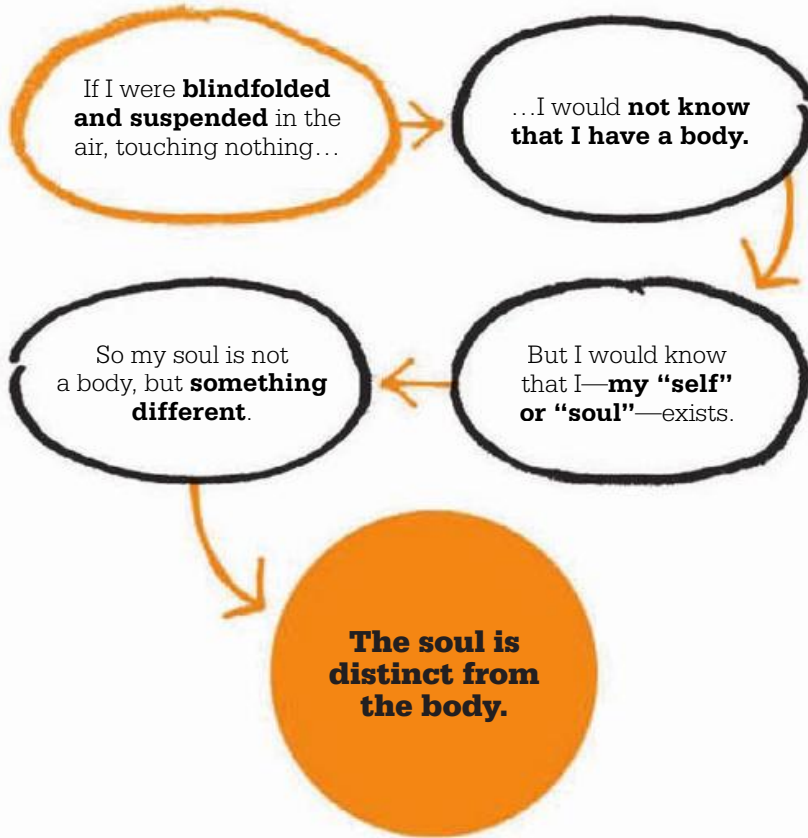 If I were blindfolded
and suspended in the
air, touching nothing…
…I would not know
that I have a body.
But I would know
that I—my “self”
or “soul”—exists.
So my soul is not
a body, but something
different.
The soul is
distinct from
the body.